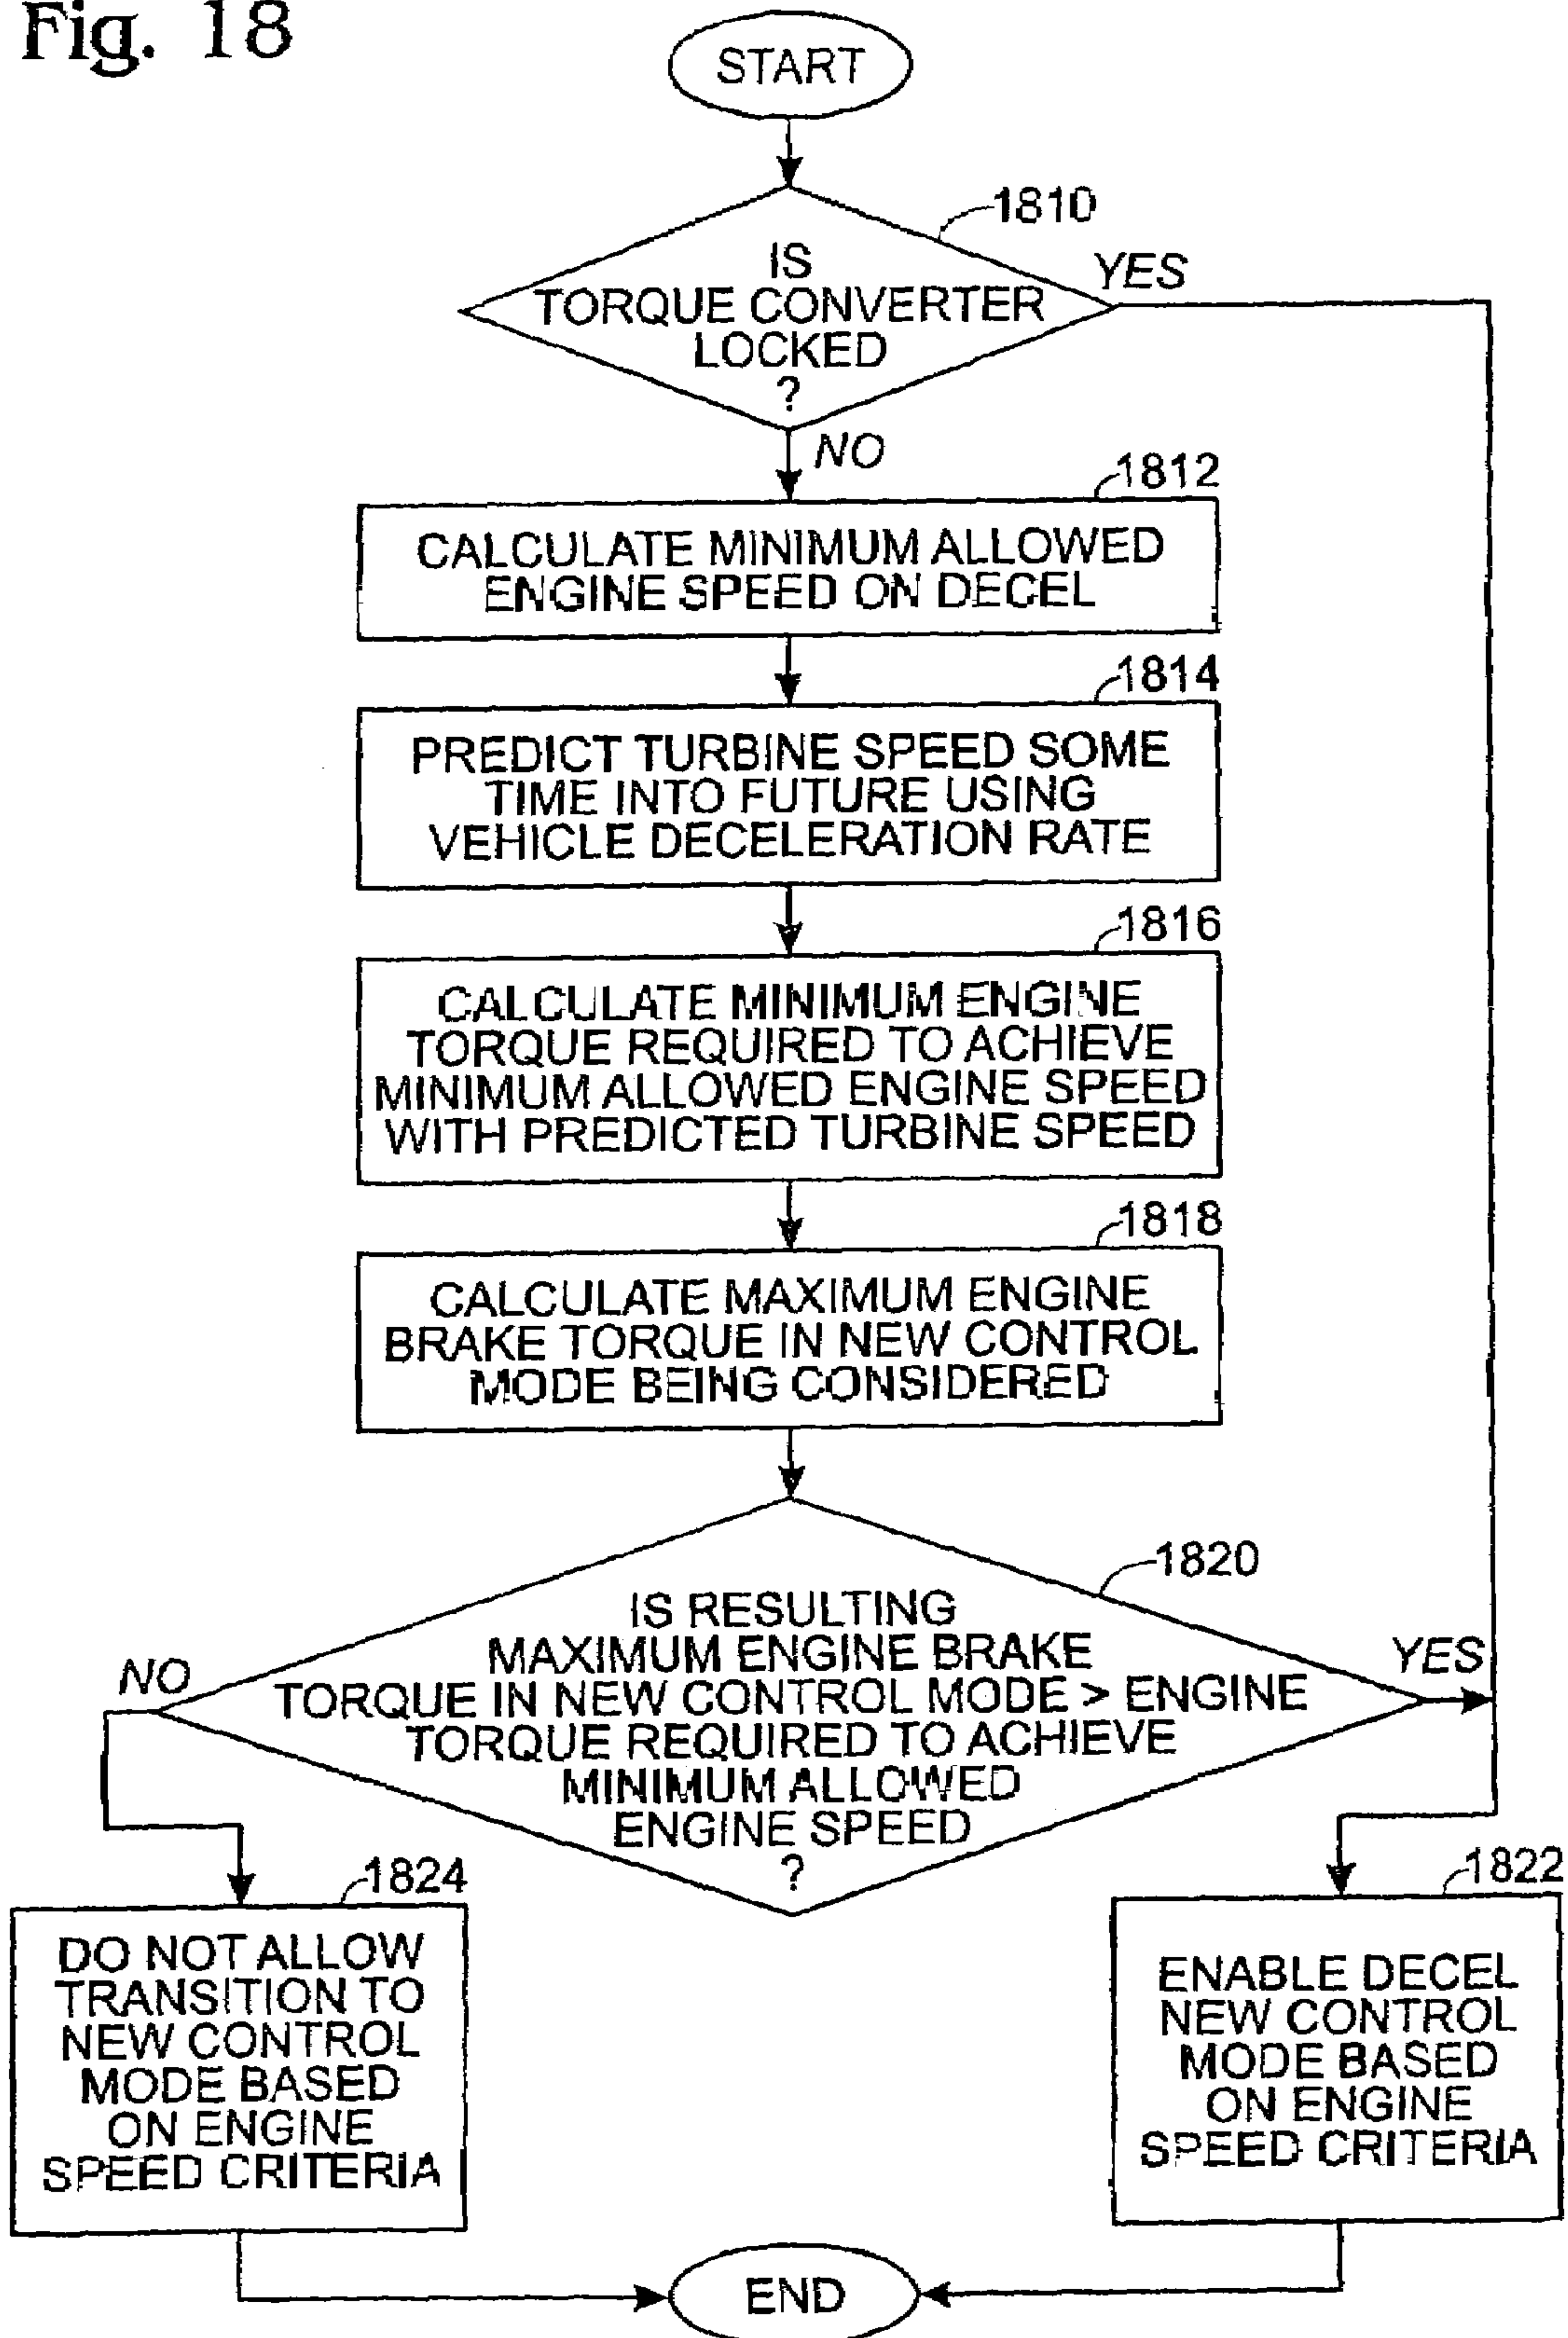 Fig. 18
START
1810
IS
TORQUE CONVERTER
LOCKED
?
YES
NO
1812
CALCULATE MINIMUM ALLOWED
ENGINE SPEED ON DECEL
1814
PREDICT TURBINE SPEED SOME
TIME INTO FUTURE USING
VEHICLE DECELERATION RATE
1816
CALCULATE MINIMUM ENGINE
TORQUE REQUIRED TO ACHIEVE
MINIMUM ALLOWED ENGINE SPEED
WITH PREDICTED TURBINE SPEED
1818
CALCULATE MAXIMUM ENGINE
BRAKE TORQUE IN NEW CONTROL
MODE BEING CONSIDERED
1820
IS RESULTING
MAXIMUM ENGINE BRAKE
TORQUE IN NEW CONTROL MODE > ENGINE
TORQUE REQUIRED TO ACHIEVE
MINIMUM ALLOWED
ENGINE SPEED
?
NO
YES
1824
DO NOT ALLOW
TRANSITION TO
NEW CONTROL
MODE BASED
ON ENGINE
SPEED CRITERIA
1822
ENABLE DECEL
NEW CONTROL
MODE BASED
ON ENGINE
SPEED CRITERIA
END